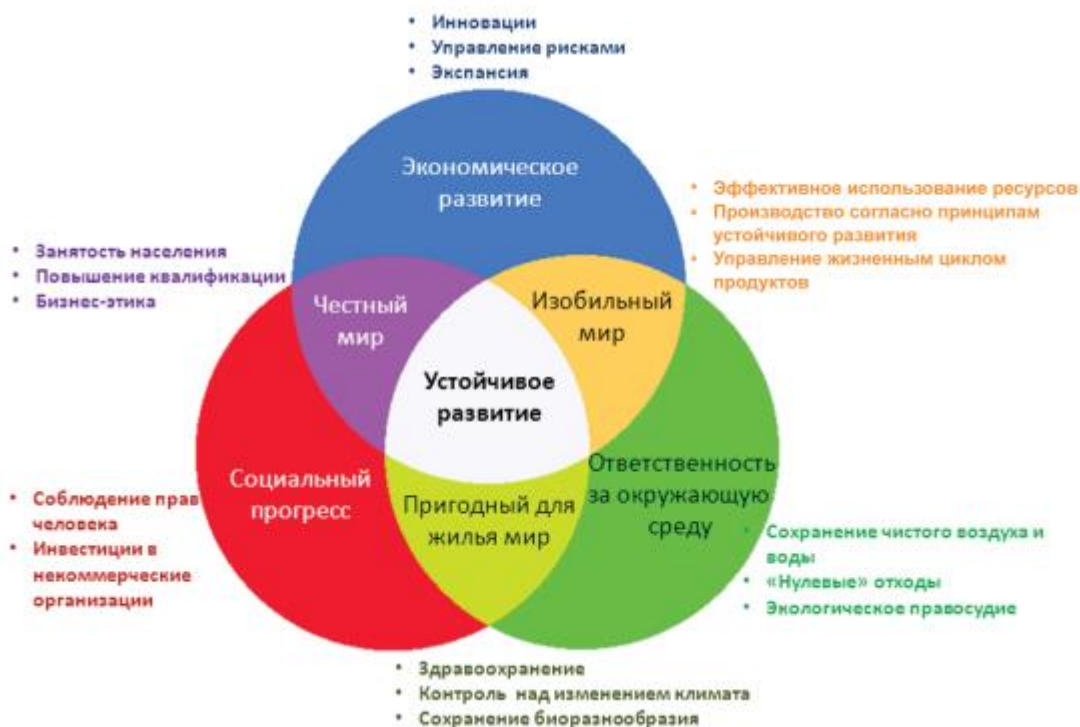 • Инновации
• Управление рисками
• Экспансия
Экономическое
развитие
• Эффективное использование ресурсов
• Производство согласно принципам
устойчивого развития
• Управление жизненным циклом
продуктов
• Занятость населения
• Повышение квалификации
• Бизнес-этика
Честный
мир
Изобильный
мир
Устойчивое
развитие
Социальный
прогресс
Пригодный для
жилья мир
Ответственность
за окружающую
среду
• Соблюдение прав
человека
• Инвестиции в
некоммерческие
организации
• Сохранение чистого воздуха и
воды
• «Нулевые» отходы
• Экологическое правосудие
• Здравоохранение
• Контроль над изменением климата
• Сохранение биоразнообразия